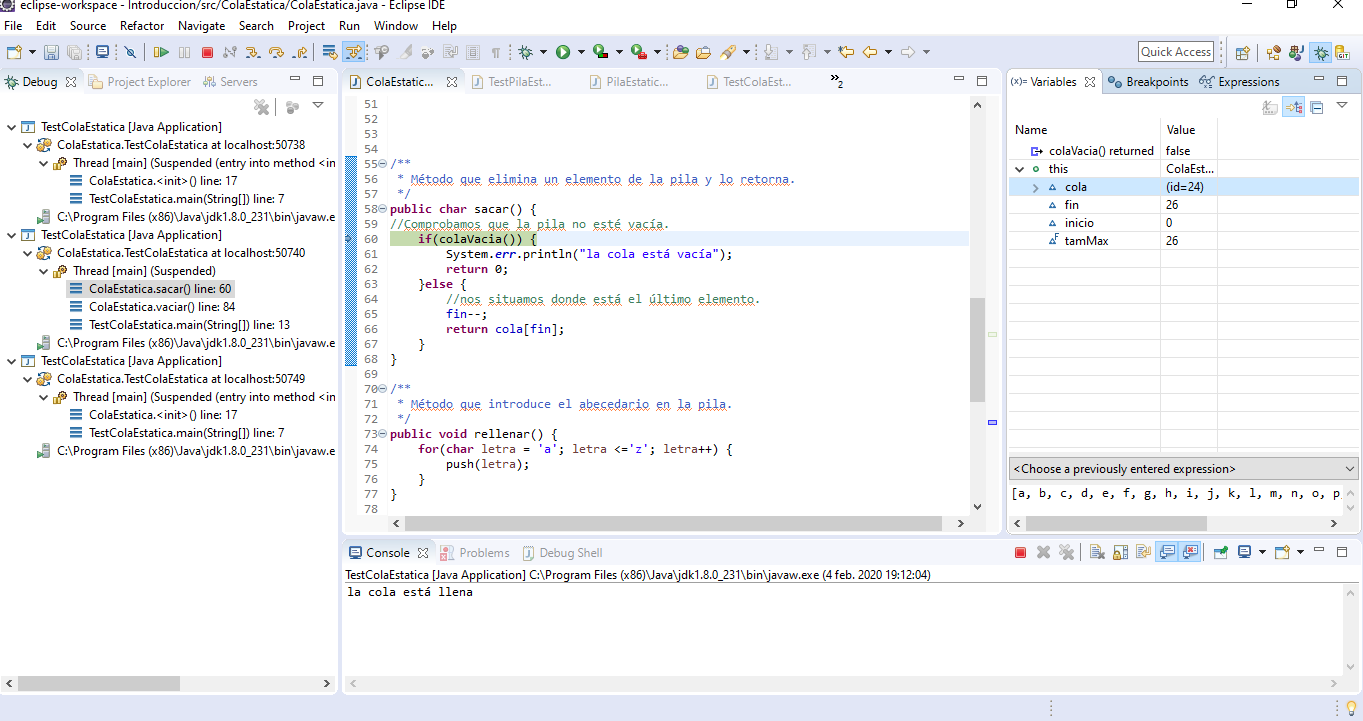 eclipse-workspace - Introduccion/src/ColaEstatica/ColaEstatica.java - Eclipse IDE
File Edit Source Refactor Navigate Search Project Run Window Help
Quick Access
Debug Project Explorer Servers
TestColaEstatica [Java Application]
ColaEstatica.TestColaEstatica at localhost:50738
Thread [main] (Suspended (entry into method <in
ColaEstatica.<init>() line: 17
TestColaEstatica.main(String[]) line: 7
C:\Program Files (x86)\Java\jdk1.8.0_231\bin\javaw.e
TestColaEstatica [Java Application]
ColaEstatica.TestColaEstatica at localhost:50740
Thread [main] (Suspended)
ColaEstatica.sacar() line: 60
ColaEstatica.vaciar() line: 84
TestColaEstatica.main(String[]) line: 13
C:\Program Files (x86)\Java\jdk1.8.0_231\bin\javaw.e
TestColaEstatica [Java Application]
ColaEstatica.TestColaEstatica at localhost:50749
Thread [main] (Suspended (entry into method <in
ColaEstatica.<init>() line: 17
TestColaEstatica.main(String[]) line: 7
C:\Program Files (x86)\Java\jdk1.8.0_231\bin\javaw.e
ColaEstatic... TestPilaEst... PilaEstatic... TestColaEst... »2
51
52
53
54
55 /**
56 * Método que elimina un elemento de la pila y lo retorna.
57 */
58 public char sacar() {
59 //Comprobamos que la pila no esté vacía.
60 if(colaVacia()) {
61 System.err.println("la cola está vacía");
62 return 0;
63 }else {
64 //nos situamos donde está el último elemento.
65 fin--;
66 return cola[fin];
67 }
68 }
69
70 /**
71 * Método que introduce el abecedario en la pila.
72 */
73 public void rellenar() {
74 for(char letra = 'a'; letra <='z'; letra++) {
75 push(letra);
76 }
77 }
78
(x)= Variables Breakpoints Expressions
Name Value
colaVacia() returned false
this ColaEst...
cola (id=24)
fin 26
inicio 0
tamMax 26
<Choose a previously entered expression>
[a, b, c, d, e, f, g, h, i, j, k, l, m, n, o, p,
Console Problems Debug Shell
TestColaEstatica [Java Application] C:\Program Files (x86)\Java\jdk1.8.0_231\bin\javaw.exe (4 feb. 2020 19:12:04)
la cola está llena